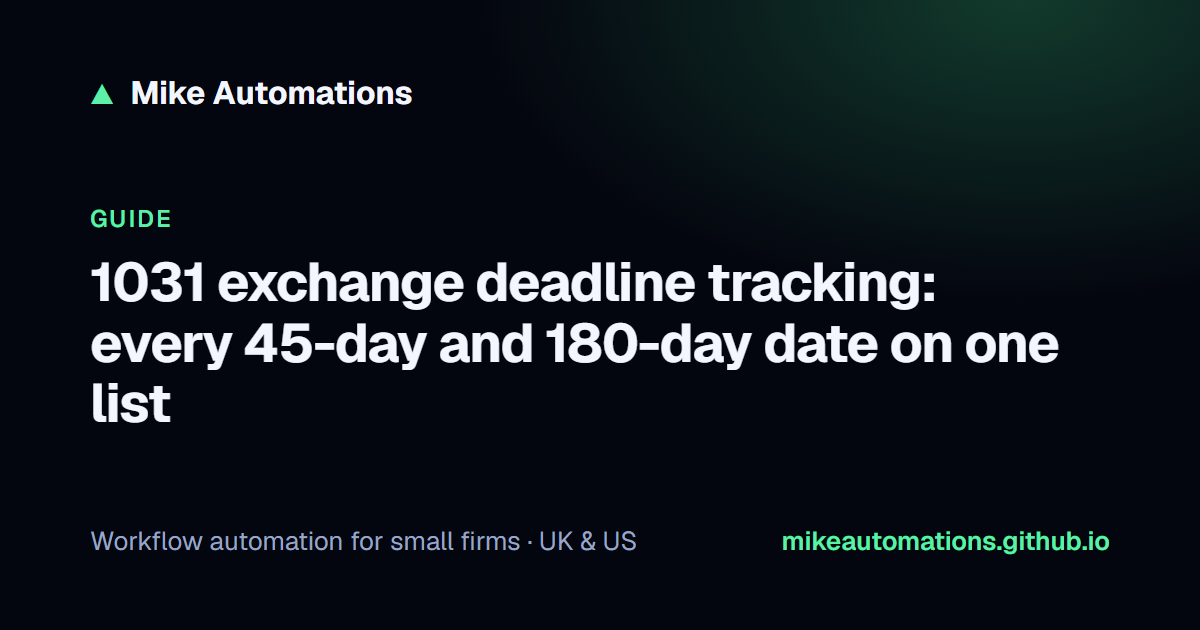 Mike Automations
GUIDE
1031 exchange deadline tracking:
every 45-day and 180-day date on one
list
Workflow automation for small firms · UK & US
mikeautomations.github.io